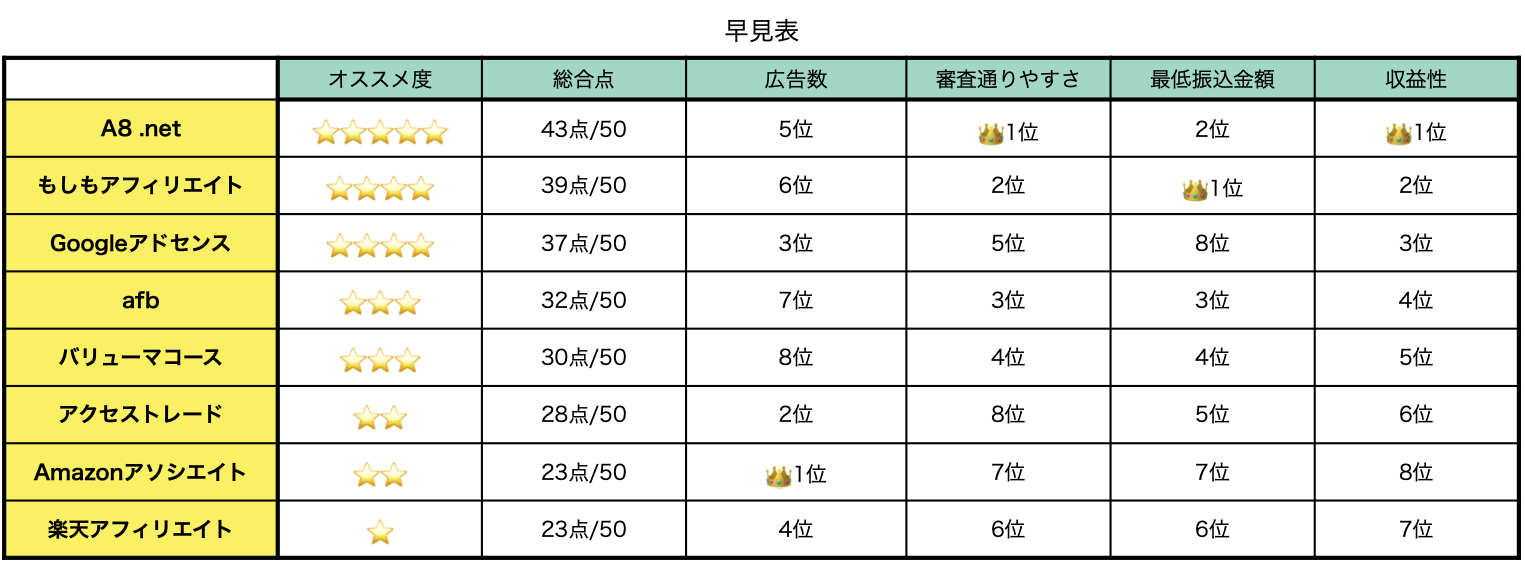 早見表
オススメ度 総合点 広告数 審査通りやすさ 最低振込金額 収益性
A8 .net ⭐⭐⭐⭐⭐ 43点/50 5位 👑1位 2位 👑1位
もしもアフィリエイト ⭐⭐⭐⭐ 39点/50 6位 2位 👑1位 2位
Googleアドセンス ⭐⭐⭐⭐ 37点/50 3位 5位 8位 3位
afb ⭐⭐⭐ 32点/50 7位 3位 3位 4位
バリューマコース ⭐⭐⭐ 30点/50 8位 4位 4位 5位
アクセストレード ⭐⭐ 28点/50 2位 8位 5位 6位
Amazonアソシエイト ⭐⭐ 23点/50 👑1位 7位 7位 8位
楽天アフィリエイト ⭐ 23点/50 4位 6位 6位 7位